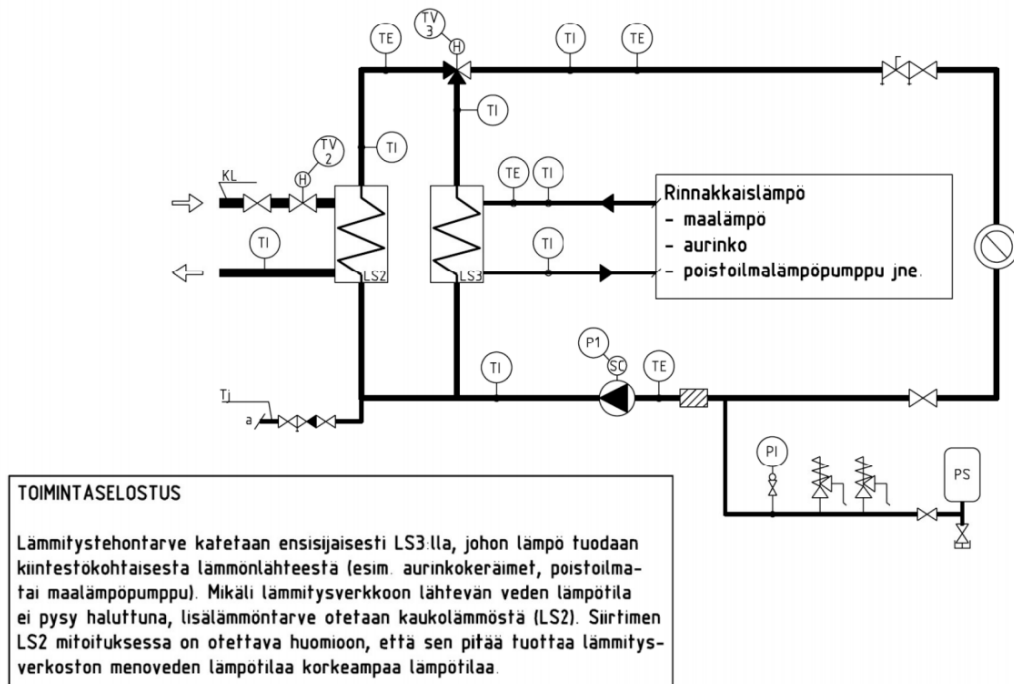 TV
3
TE
H
TI
TE
TI
TI
TV
2
H
KL
TE
TI
Rinnakkaislämpö
- maalämpö
- aurinko
- poistoilmalämpöpumppu jne.
TI
TI
LS2
LS3
P1
SC
TI
TE
Tj
a
PI
PS
TOIMINTASELOSTUS
Lämmitystehontarve katetaan ensisijaisesti LS3:lla, johon lämpö tuodaan
kiintestökohtaisesta lämmönlähteestä (esim. aurinkokeräimet, poistoilma-
tai maalämpöpumppu). Mikäli lämmitysverkkoon lähtevän veden lämpötila
ei pysy haluttuna, lisälämmöntarve otetaan kaukolämmöstä (LS2). Siirtimen
LS2 mitoituksessa on otettava huomioon, että sen pitää tuottaa lämmitys-
verkoston menoveden lämpötilaa korkeampaa lämpötilaa.